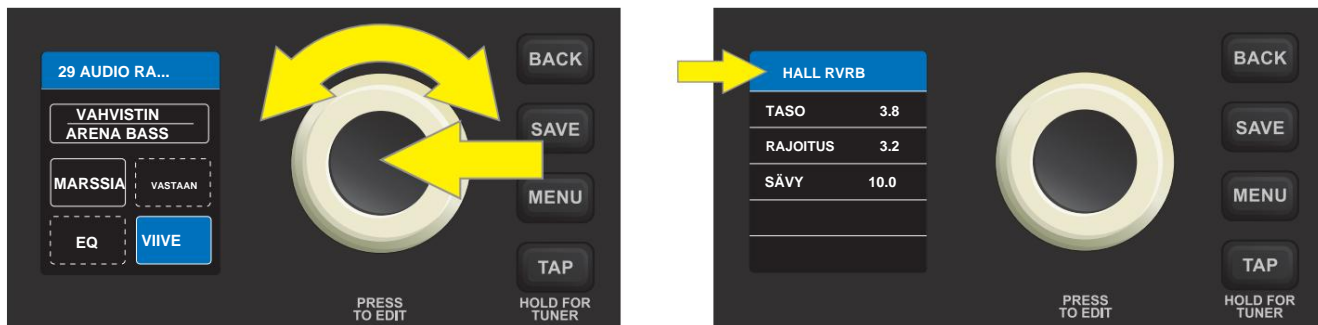 29 AUDIO RA...
VAHVISTIN
ARENA BASS
MARSSIA
VASTAAN
EQ
VIIVE
BACK
SAVE
MENU
TAP
PRESS
TO EDIT
HOLD FOR
TUNER
HALL RVRB
TASO 3.8
RAJOITUS 3.2
SÄVY 10.0
BACK
SAVE
MENU
TAP
PRESS
TO EDIT
HOLD FOR
TUNER